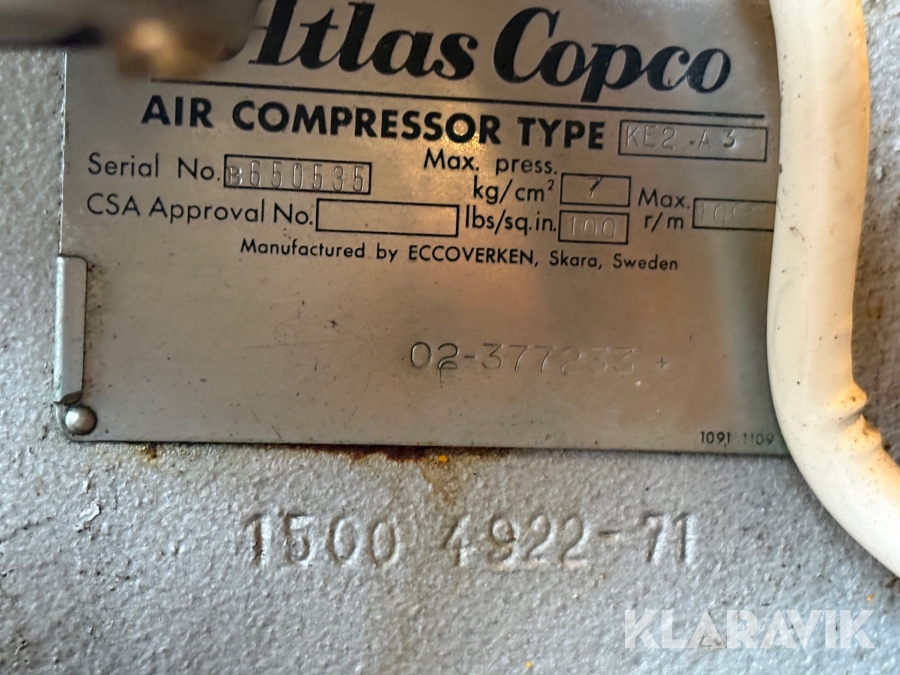 Atlas Copco
AIR COMPRESSOR TYPE KE2-A3
Serial No. B650535 Max. press. kg/cm² 7 Max. r/m
CSA Approval No. lbs/sq.in. 100
Manufactured by ECCOVERKEN, Skara, Sweden
02-377233 +
1091 1109
1500 4922-71
KLARAVIK